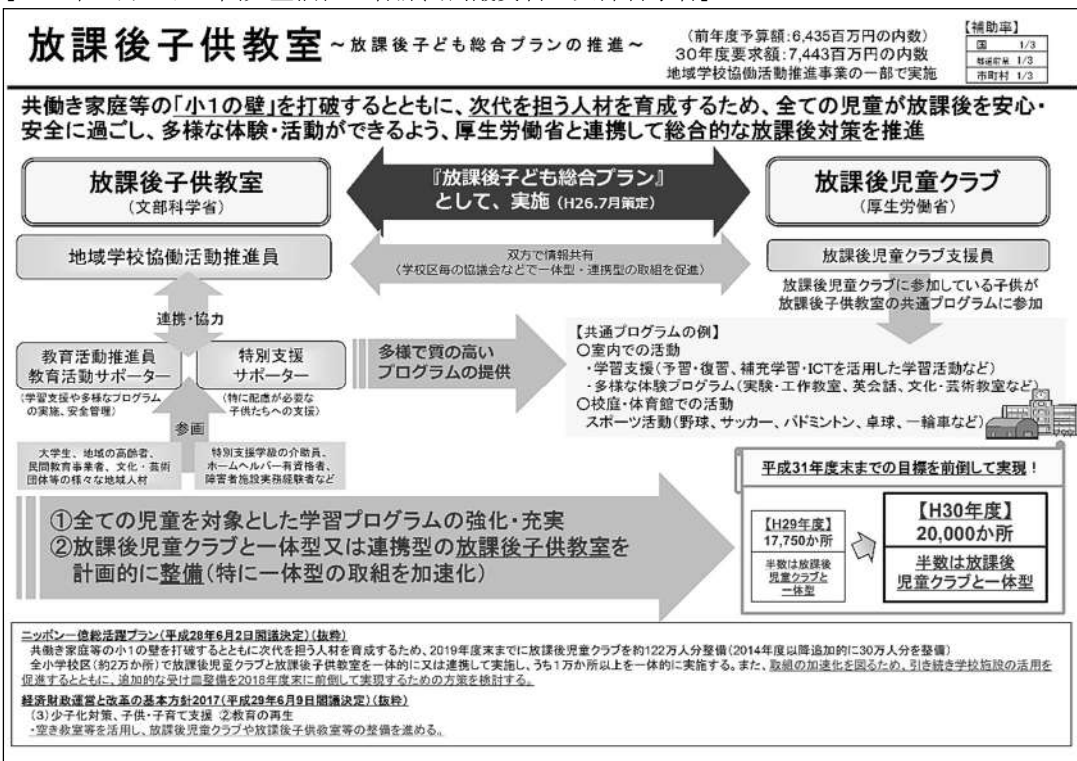 放課後子供教室 ～放課後子ども総合プランの推進～
(前年度予算額:6,435百万円の内数)
30年度要求額:7,443百万円の内数
地域学校協働活動推進事業の一部で実施
【補助率】
国 1/3
都道府県 1/3
市町村 1/3
共働き家庭等の「小1の壁」を打破するとともに、次代を担う人材を育成するため、全ての児童が放課後を安心・
安全に過ごし、多様な体験・活動ができるよう、厚生労働省と連携して総合的な放課後対策を推進
放課後子供教室
(文部科学省)
『放課後子ども総合プラン』
として、実施 (H26.7月策定)
放課後児童クラブ
(厚生労働省)
地域学校協働活動推進員
双方で情報共有
(学校区毎の協議会などで一体型・連携型の取組を促進)
放課後児童クラブ支援員
放課後児童クラブに参加している子供が
放課後子供教室の共通プログラムに参加
連携・協力
教育活動推進員
教育活動サポーター
(学習支援や多様なプログラム
の実施、安全管理)
特別支援
サポーター
(特に配慮が必要な
子供たちへの支援)
多様で質の高い
プログラムの提供
【共通プログラムの例】
○室内での活動
・学習支援(予習・復習、補充学習・ICTを活用した学習活動など)
・多様な体験プログラム(実験・工作教室、英会話、文化・芸術教室など)
○校庭・体育館での活動
スポーツ活動(野球、サッカー、バドミントン、卓球、一輪車など)
参画
大学生、地域の高齢者、
民間教育事業者、文化・芸術
団体等の様々な地域人材
特別支援学級の介助員、
ホームヘルパー有資格者、
障害者施設実務経験者など
①全ての児童を対象とした学習プログラムの強化・充実
②放課後児童クラブと一体型又は連携型の放課後子供教室を
計画的に整備(特に一体型の取組を加速化)
平成31年度末までの目標を前倒して実現!
【H29年度】
17,750か所
半数は放課後
児童クラブと
一体型
【H30年度】
20,000か所
半数は放課後
児童クラブと一体型
ニッポン一億総活躍プラン(平成28年6月2日閣議決定)(抜粋)
共働き家庭等の小1の壁を打破するとともに次代を担う人材を育成するため、2019年度末までに放課後児童クラブを約122万人分整備(2014年度以降追加的に30万人分を整備)
全小学校区(約2万か所)で放課後児童クラブと放課後子供教室を一体的に又は連携して実施し、うち1万か所以上を一体的に実施する。また、取組の加速化を図るため、引き続き学校施設の活用を
促進するとともに、追加的な受け皿整備を2018年度末に前倒して実現するための方策を検討する。
経済財政運営と改革の基本方針2017(平成29年6月9日閣議決定)(抜粋)
(3)少子化対策、子供・子育て支援 ②教育の再生
・空き教室等を活用し、放課後児童クラブや放課後子供教室等の整備を進める。